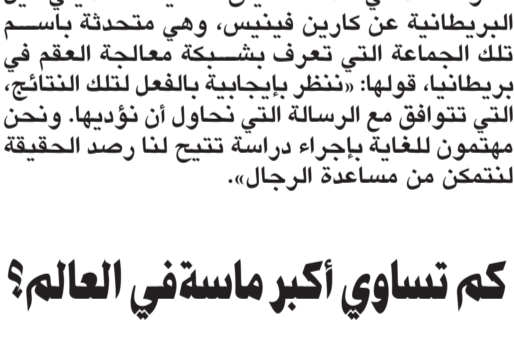 البريطانية عن كارين فينيس، وهي متحدثة باسم
تلك الجماعة التي تعرف بشبكة معالجة العقم في
بريطانيا، قولها: «ننظر بإيجابية بالفعل لتلك النتائج،
التي تتوافق مع الرسالة التي نحاول أن نؤديها. ونحن
مهتمون للغاية بإجراء دراسة تتيح لنا رصد الحقيقة
لنتمكن من مساعدة الرجال».
كم تساوي أكبر ماسة في العالم؟